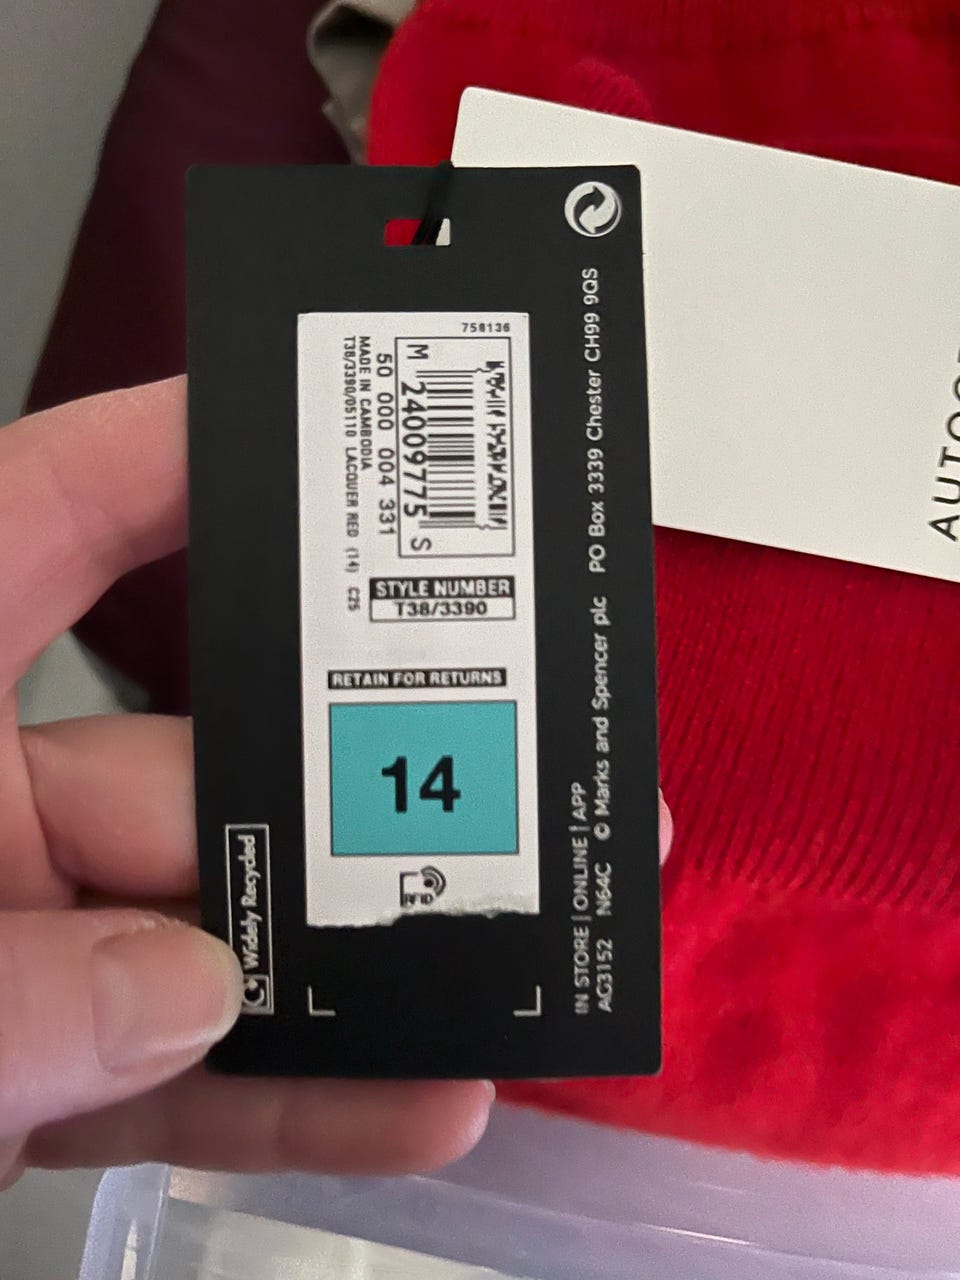 758136
M 24009775 S
50 000 004 331
MADE IN CAMBODIA
T38/3390/05110 LACQUER RED (14) C25
STYLE NUMBER
T38/3390
RETAIN FOR RETURNS
14
RFID
Widely Recycled
IN STORE | ONLINE | APP
AG3152 N64C © Marks and Spencer plc PO Box 3339 Chester CH99 9QS